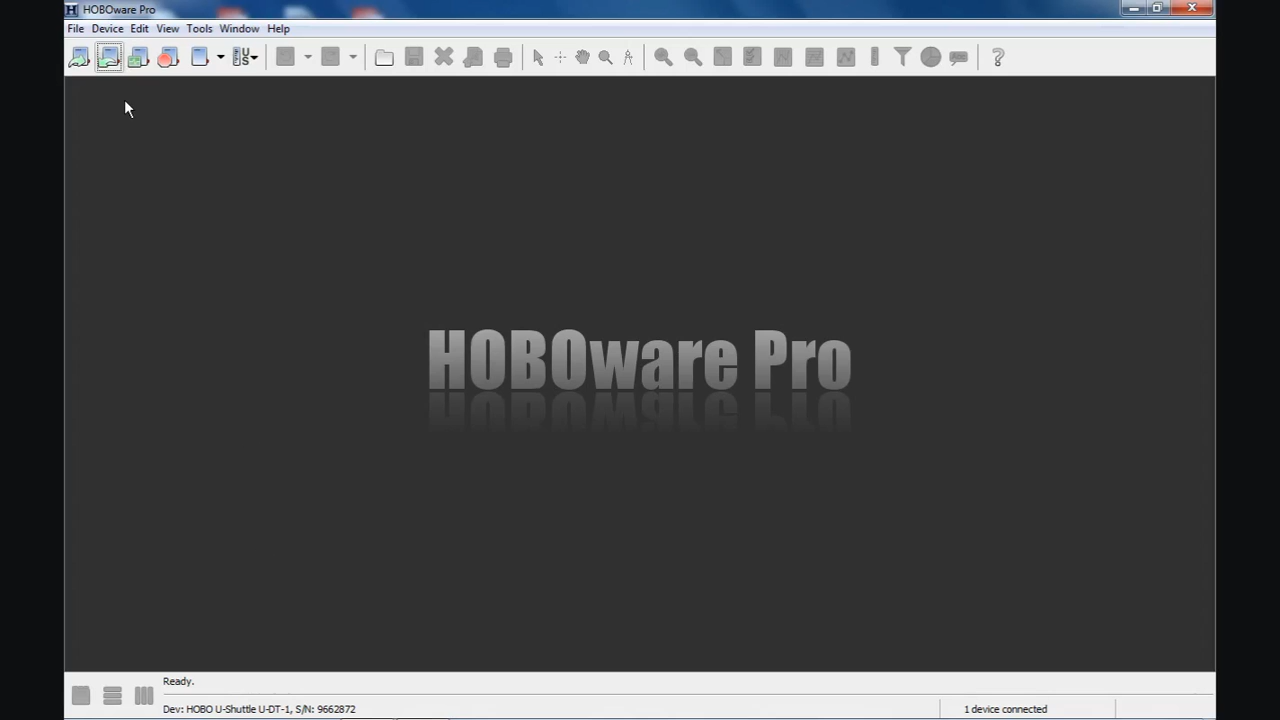 HOBOware Pro
File Device Edit View Tools Window Help
HOBOware Pro
Ready.
Dev: HOBO U-Shuttle U-DT-1, S/N: 9662872
1 device connected